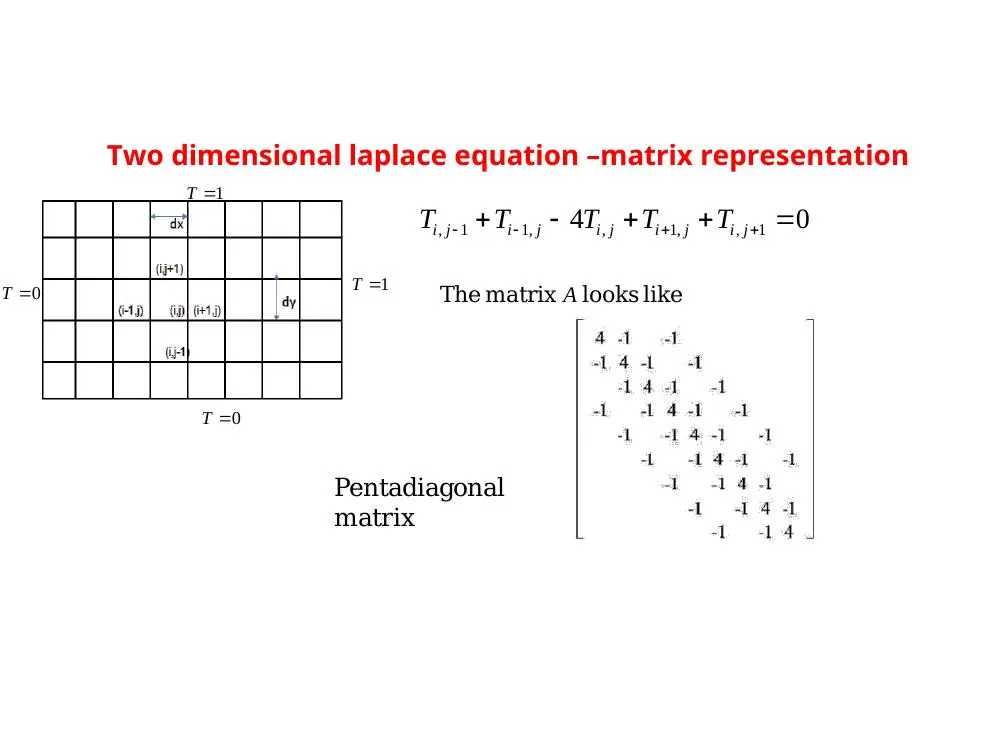 Two dimensional laplace equation –matrix representation
T =1
dx
(i,j+1)
T =0
(i-1,j) (i,j) (i+1,j)
dy
(i,j-1)
T =1
T =0
T_{i,j-1} + T_{i-1,j} - 4T_{i,j} + T_{i+1,j} + T_{i,j+1} =0
The matrix A looks like
4 -1 -1
-1 4 -1 -1
-1 4 -1 -1
-1 -1 4 -1 -1
-1 -1 4 -1 -1
-1 -1 4 -1 -1
-1 -1 4 -1
-1 -1 4 -1
-1 -1 4
Pentadiagonal
matrix